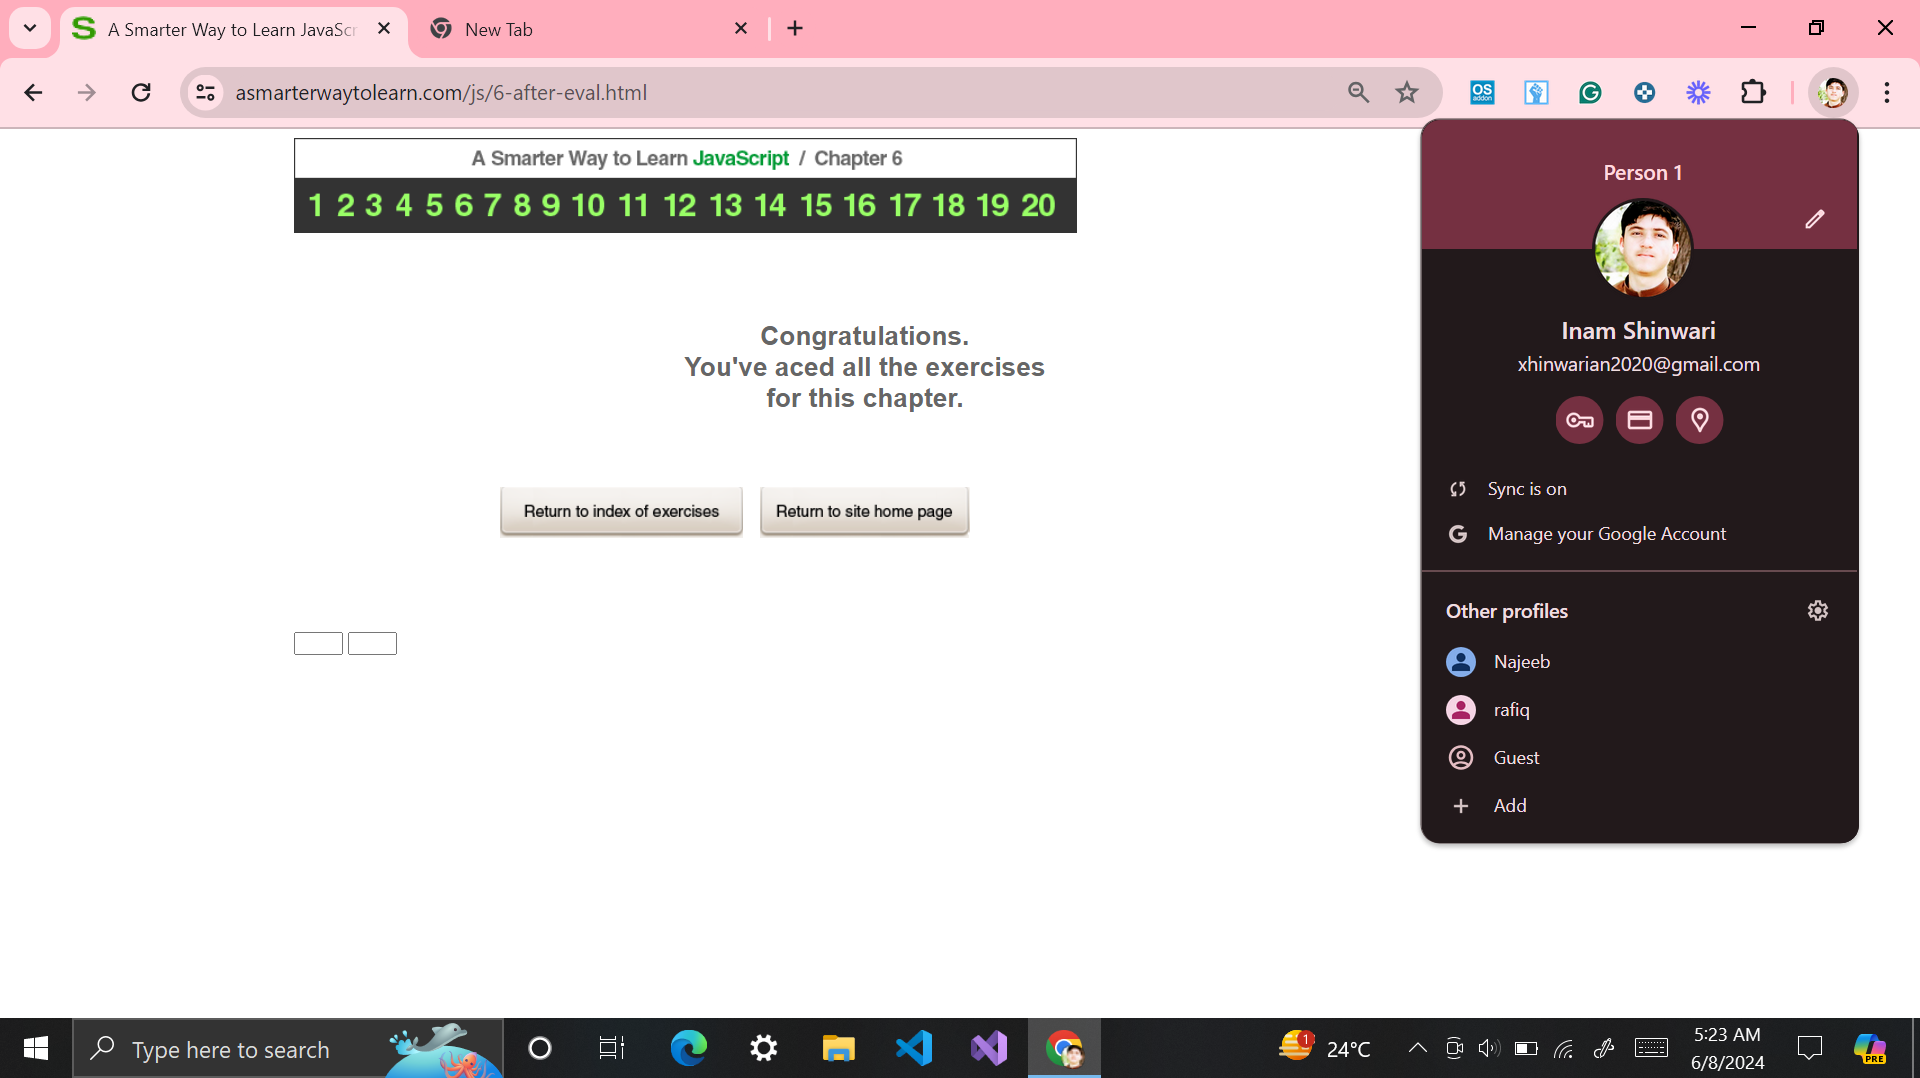 A Smarter Way to Learn JavaScr
New Tab
asmarterwaytolearn.com/js/6-after-eval.html
OS
addon
A Smarter Way to Learn JavaScript / Chapter 6
1 2 3 4 5 6 7 8 9 10 11 12 13 14 15 16 17 18 19 20
Congratulations.
You've aced all the exercises
for this chapter.
Return to index of exercises
Return to site home page
Person 1
Inam Shinwari
xhinwarian2020@gmail.com
Sync is on
Manage your Google Account
Other profiles
Najeeb
rafiq
Guest
Add
Type here to search
1
24°C
5:23 AM
6/8/2024
PRE